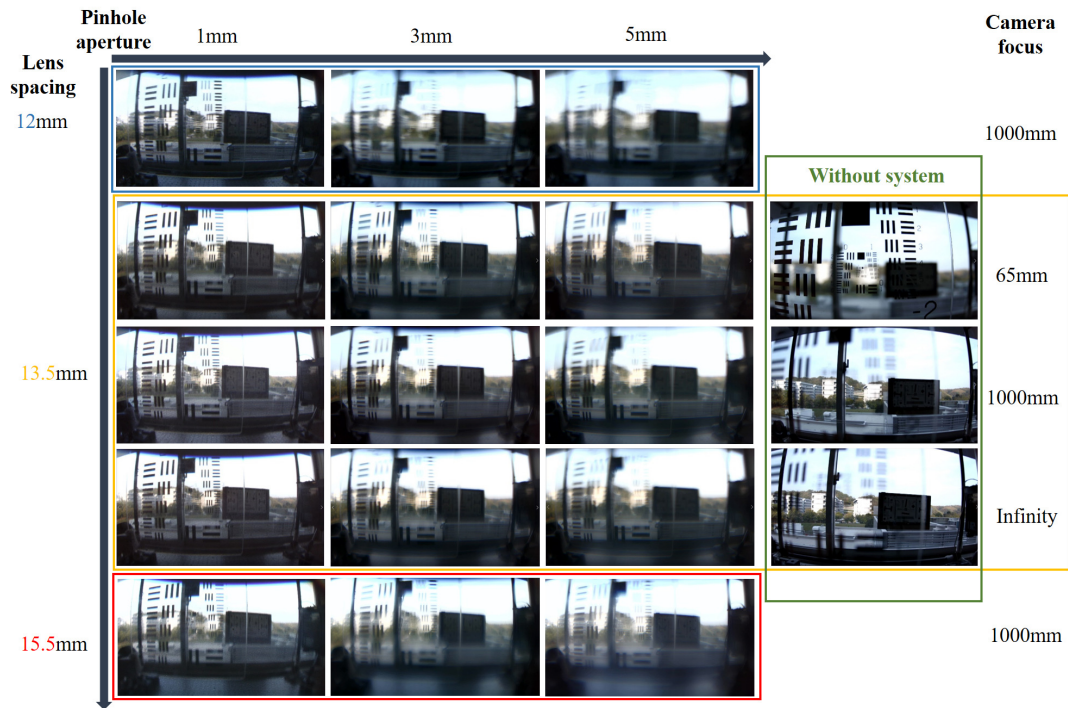 Pinhole
aperture
1mm
3mm
5mm
Camera
focus
Lens
spacing
12mm
1000mm
Without system
65mm
-2
13.5mm
1000mm
Infinity
15.5mm
1000mm